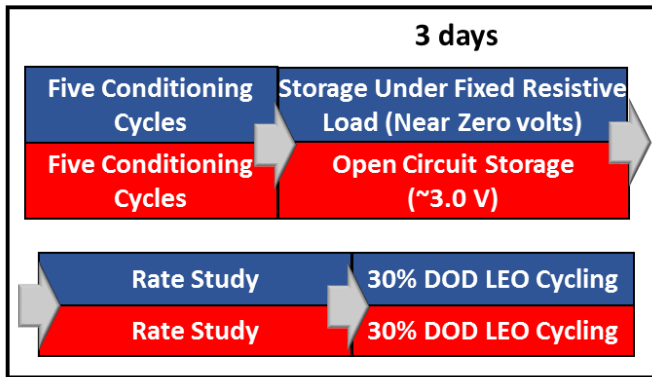 3 days
Five Conditioning
Cycles
Storage Under Fixed Resistive
Load (Near Zero volts)
Five Conditioning
Cycles
Open Circuit Storage
(~3.0 V)
Rate Study
30% DOD LEO Cycling
Rate Study
30% DOD LEO Cycling